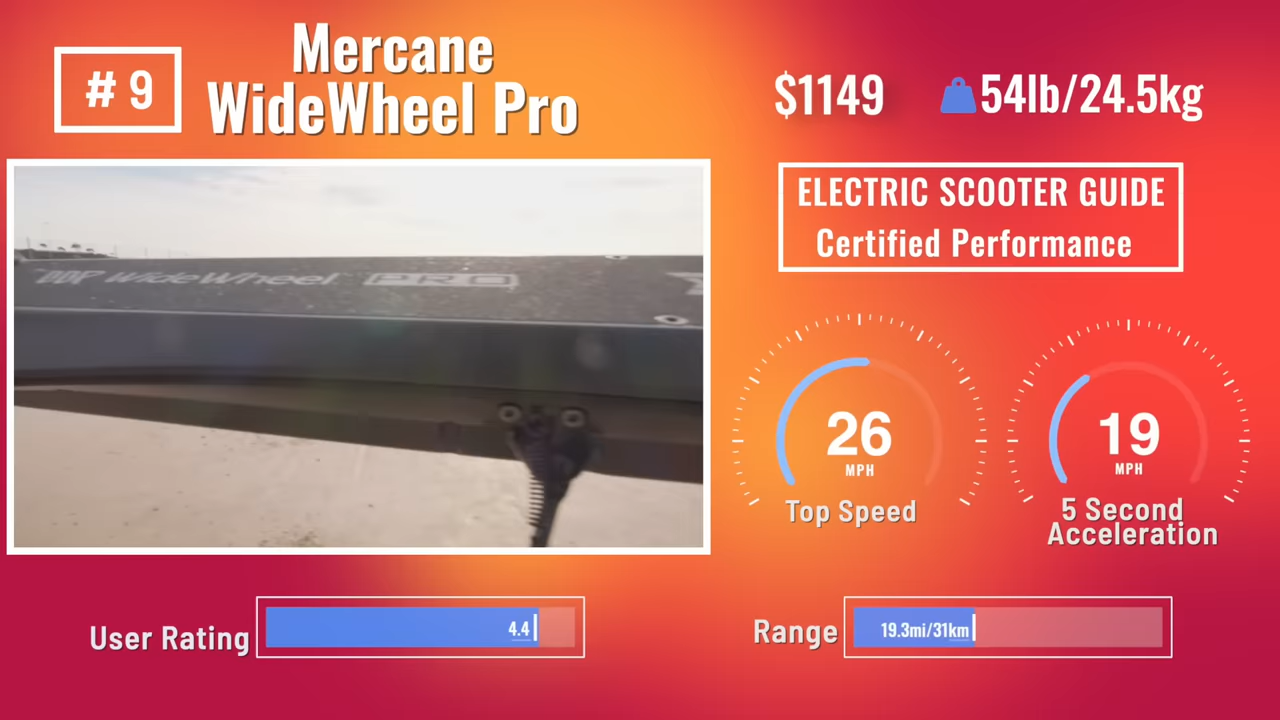 # 9
Mercane
WideWheel Pro
$1149
54lb/24.5kg
WideWheel PRO
ELECTRIC SCOOTER GUIDE
Certified Performance
26
MPH
Top Speed
19
MPH
5 Second
Acceleration
User Rating
4.4
Range
19.3mi/31km